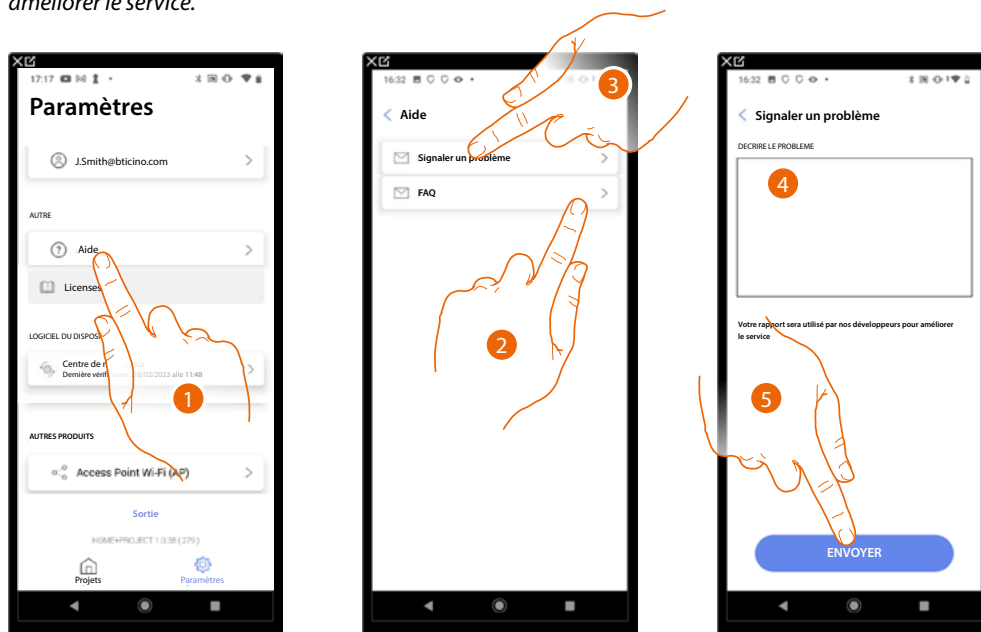 améliorer le service.
17:17
Paramètres
J.Smith@bticino.com
AUTRE
Aide
Licenses
LOGICIEL DU DISPOS
Centre de
Dernière vérif 28/02/2023 alle 11:48
1
AUTRES PRODUITS
Access Point Wi-Fi (AP)
Sortie
HOME+PROJECT 1.0.38 (279)
Projets
Paramètres
16:32
3
Aide
Signaler un problème
FAQ
2
16:32
Signaler un problème
DECRIRE LE PROBLEME
4
Votre rapport sera utilisé par nos développeurs pour améliorer
le service
5
ENVOYER